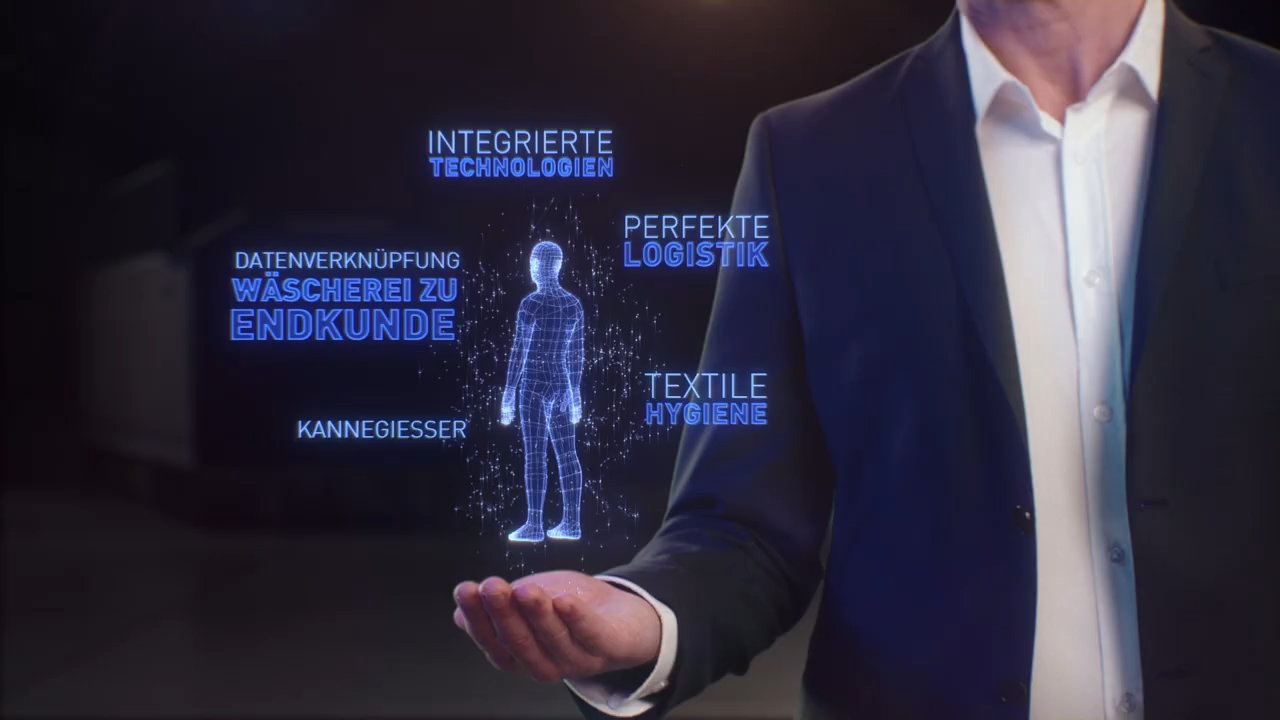 INTEGRIERTE
TECHNOLOGIEN
PERFEKTE
LOGISTIK
DATENVERKNÜPFUNG
WÄSCHEREI ZU
ENDKUNDE
TEXTILE
HYGIENE
KANNEGIESSER